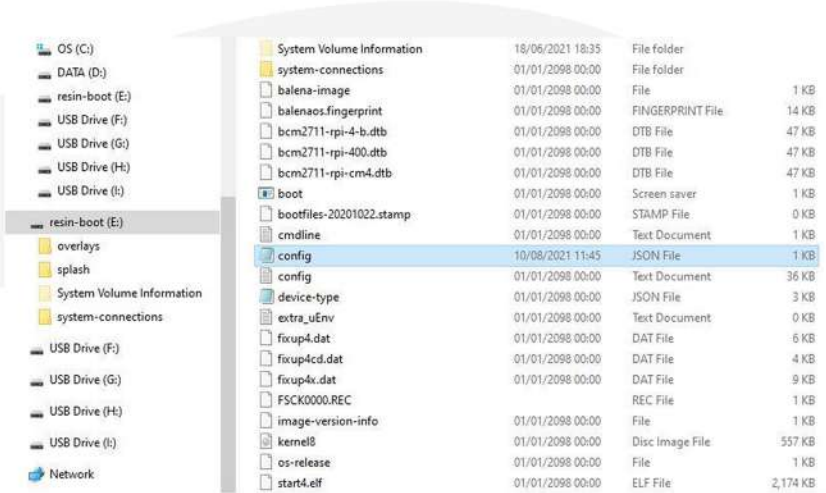 OS (C:)
DATA (D:)
resin-boot (E:)
USB Drive (F:)
USB Drive (G:)
USB Drive (H:)
USB Drive (I:)
resin-boot (E:)
overlays
splash
System Volume Information
system-connections
USB Drive (F:)
USB Drive (G:)
USB Drive (H:)
USB Drive (I:)
Network
System Volume Information 18/06/2021 18:35 File folder
system-connections 01/01/2098 00:00 File folder
balena-image 01/01/2098 00:00 File 1 KB
balenaos.fingerprint 01/01/2098 00:00 FINGERPRINT File 14 KB
bcm2711-rpi-4-b.dtb 01/01/2098 00:00 DTB File 47 KB
bcm2711-rpi-400.dtb 01/01/2098 00:00 DTB File 47 KB
bcm2711-rpi-cm4.dtb 01/01/2098 00:00 DTB File 47 KB
boot 01/01/2098 00:00 Screen saver 1 KB
bootfiles-20201022.stamp 01/01/2098 00:00 STAMP File 0 KB
cmdline 01/01/2098 00:00 Text Document 1 KB
config 10/08/2021 11:45 JSON File 1 KB
config 01/01/2098 00:00 Text Document 36 KB
device-type 01/01/2098 00:00 JSON File 3 KB
extra_uEnv 01/01/2098 00:00 Text Document 0 KB
fixup4.dat 01/01/2098 00:00 DAT File 6 KB
fixup4cd.dat 01/01/2098 00:00 DAT File 4 KB
fixup4x.dat 01/01/2098 00:00 DAT File 9 KB
FSCK0000.REC REC File 1 KB
image-version-info 01/01/2098 00:00 File 1 KB
kernel8 01/01/2098 00:00 Disc Image File 557 KB
os-release 01/01/2098 00:00 File 1 KB
start4.elf 01/01/2098 00:00 ELF File 2,174 KB